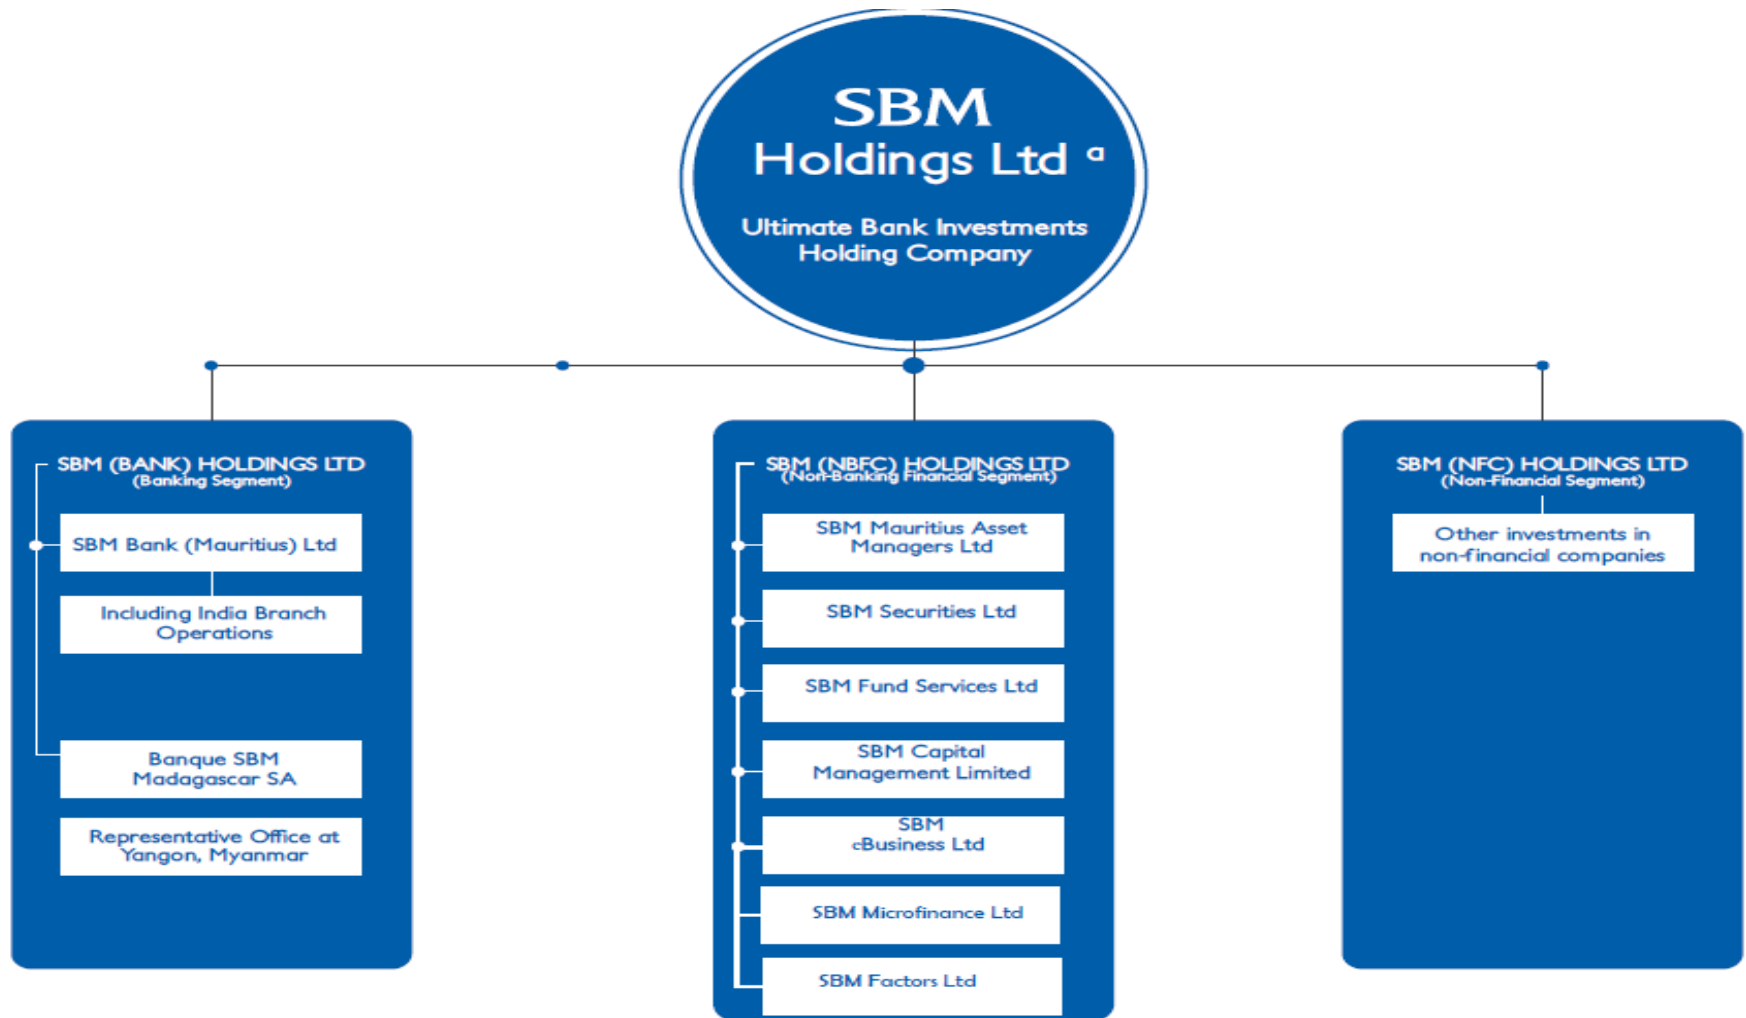 SBM
Holdings Ltd a
Ultimate Bank Investments
Holding Company
SBM (BANK) HOLDINGS LTD
(Banking Segment)
SBM Bank (Mauritius) Ltd
Including India Branch
Operations
Banque SBM
Madagascar SA
Representative Office at
Yangon, Myanmar
SBM (NBFC) HOLDINGS LTD
(Non-Banking Financial Segment)
SBM Mauritius Asset
Managers Ltd
SBM Securities Ltd
SBM Fund Services Ltd
SBM Capital
Management Limited
SBM
eBusiness Ltd
SBM Microfinance Ltd
SBM Factors Ltd
SBM (NFC) HOLDINGS LTD
(Non-Financial Segment)
Other investments in
non-financial companies